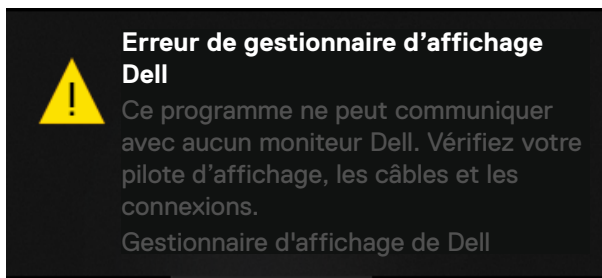 Erreur de gestionnaire d’affichage
Dell
Ce programme ne peut communiquer
avec aucun moniteur Dell. Vérifiez votre
pilote d’affichage, les câbles et les
connexions.
Gestionnaire d'affichage de Dell